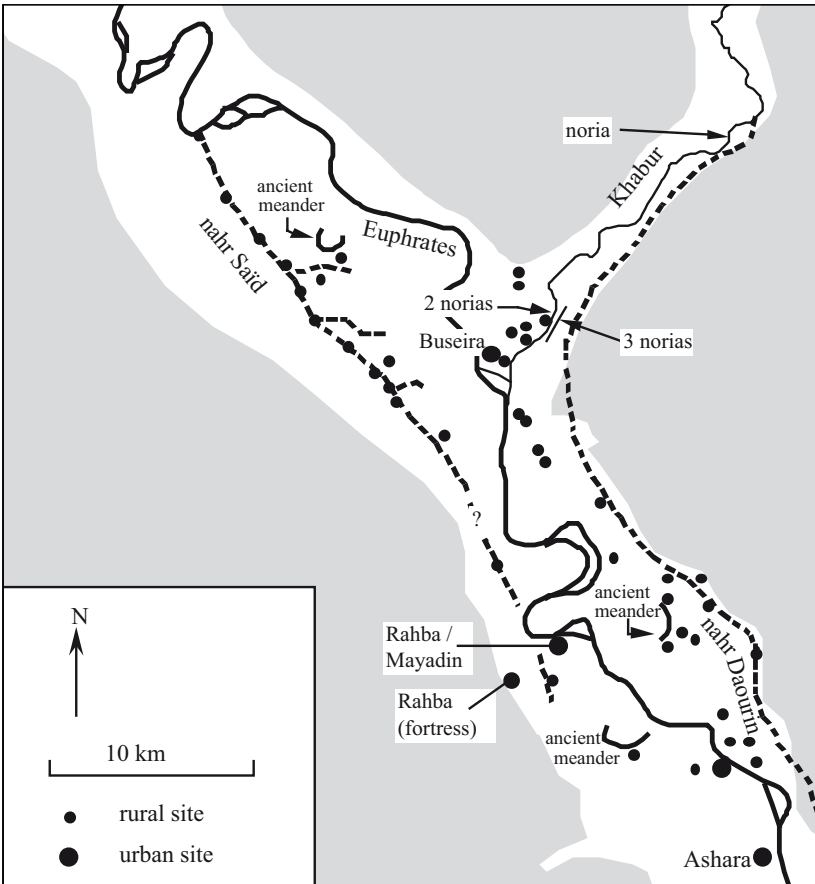 noria
Khabur
ancient
meander
Euphrates
nahr Saïd
2 norias
Buseira
3 norias
?
ancient
meander
nahr Daourin
Rahba /
Mayadin
Rahba
(fortress)
ancient
meander
Ashara
N
10 km
rural site
urban site